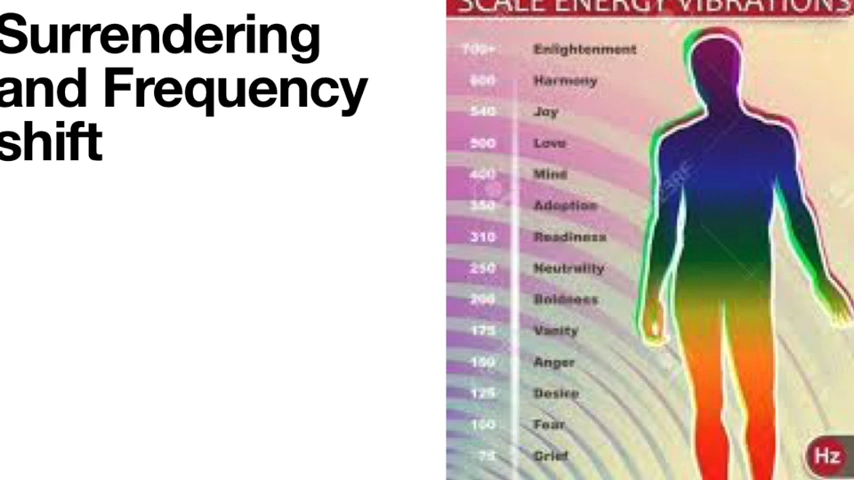 Surrendering
and Frequency
shift
SCALE ENERGY VIBRATIONS
700+ Enlightenment
600 Harmony
540 Joy
500 Love
400 Mind
350 Adoption
310 Readiness
250 Neutrality
200 Boldness
175 Vanity
150 Anger
125 Desire
100 Fear
75 Grief
123RF
Hz